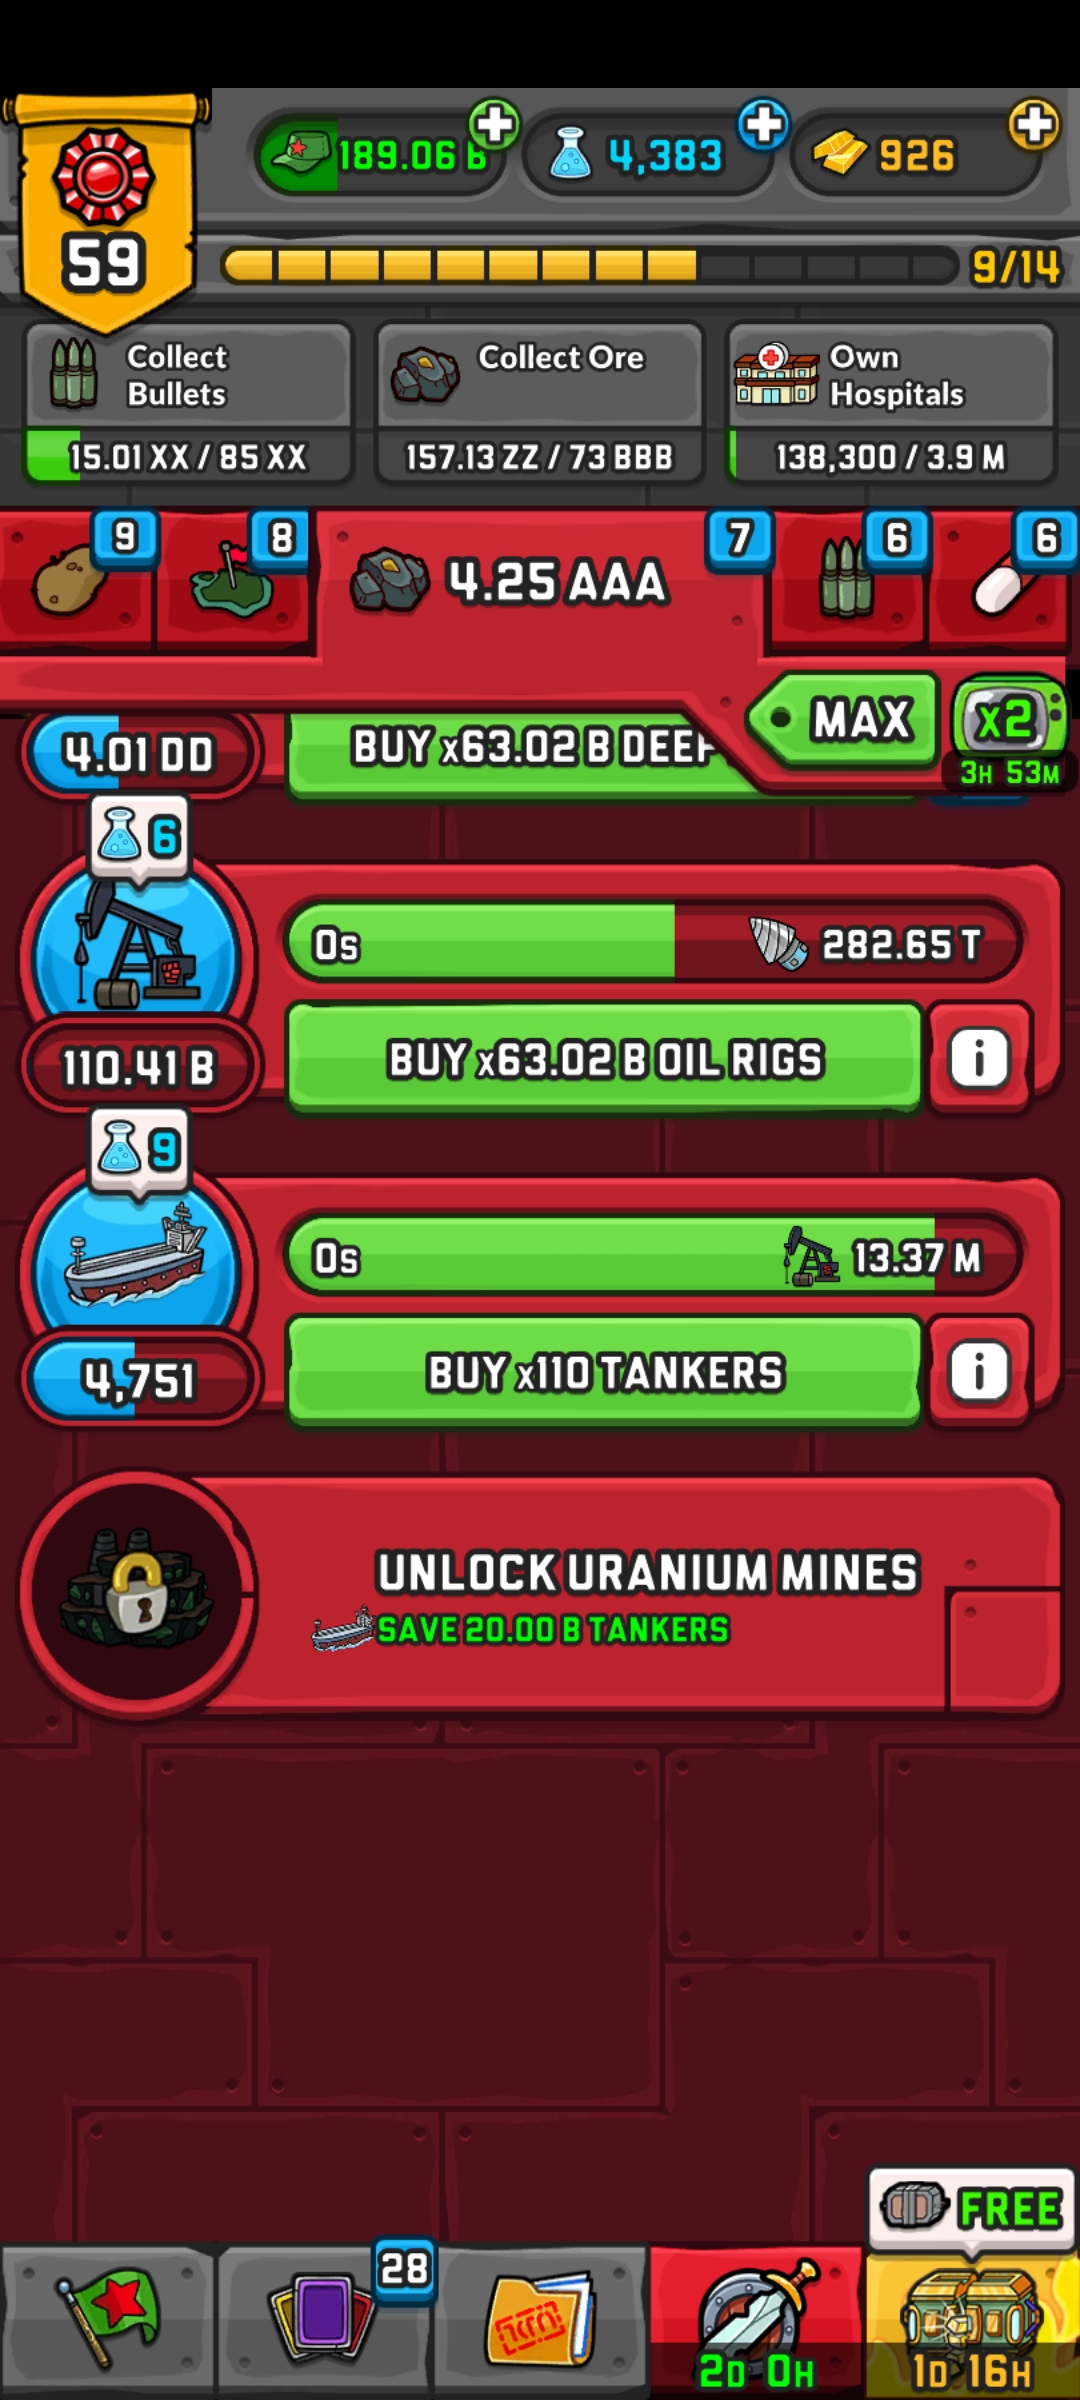 189.06 B
4,383
926
59
9/14
Collect
Bullets
15.01 XX / 85 XX
Collect Ore
157.13 ZZ / 73 BBB
Own
Hospitals
138,300 / 3.9 M
9
8
4.25 AAA
7
6
6
MAX
x2
3H 53M
4.01 DD
BUY x63.02 B DEEP
6
0s
282.65 T
110.41 B
BUY x63.02 B OIL RIGS
i
9
0s
13.37 M
4,751
BUY x110 TANKERS
i
UNLOCK URANIUM MINES
SAVE 20.00 B TANKERS
FREE
28
2D 0H
1D 16H